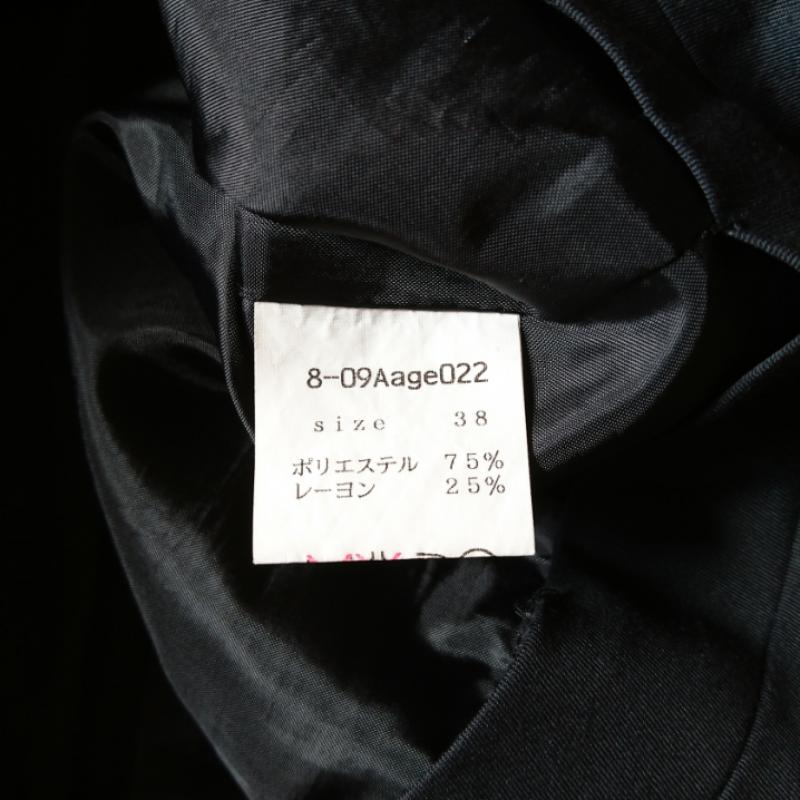 8-09Aage022
size 38
ポリエステル 75%
レーヨン 25%